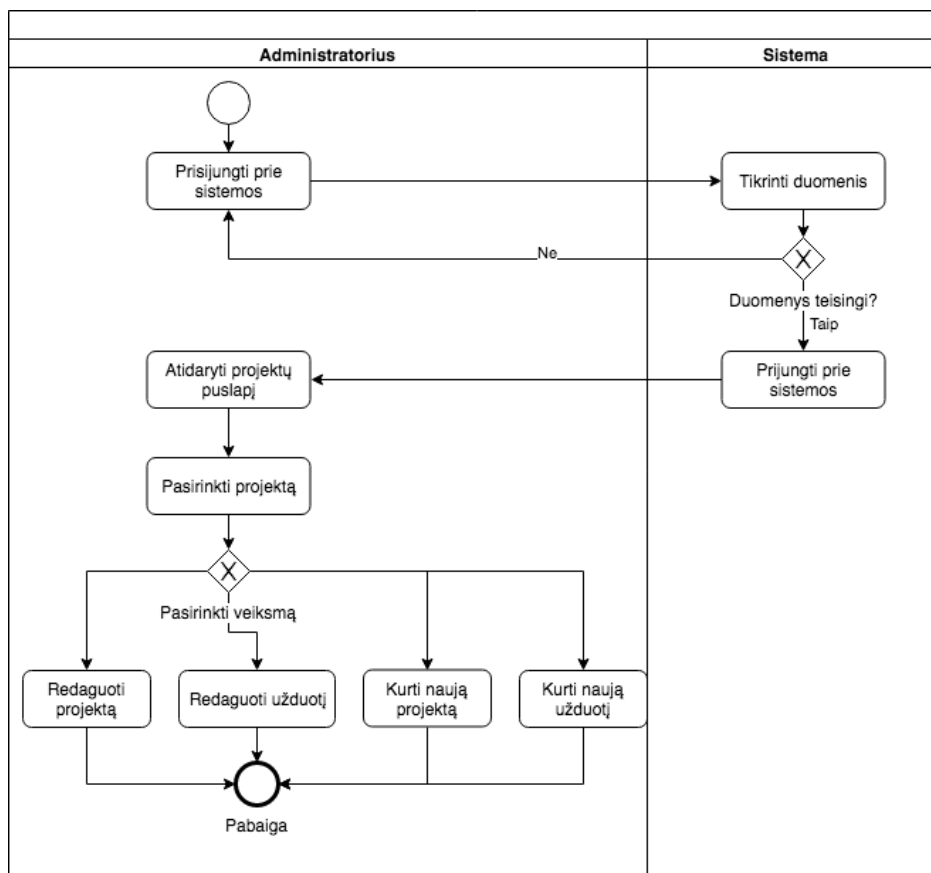 Administratorius
Sistema
Prisijungti prie
sistemos
Tikrinti duomenis
Ne
X
Duomenys teisingi?
Taip
Atidaryti projektų
puslapį
Prijungti prie
sistemos
Pasirinkti projektą
X
Pasirinkti veiksmą
Redaguoti
projektą
Redaguoti užduotį
Kurti naują
projektą
Kurti naują
užduotį
Pabaiga